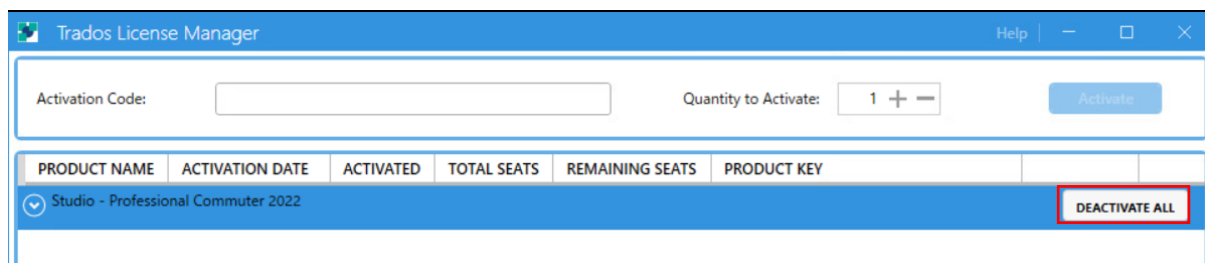 Trados License Manager Help
Activation Code: Quantity to Activate: 1 Activate
PRODUCT NAME ACTIVATION DATE ACTIVATED TOTAL SEATS REMAINING SEATS PRODUCT KEY
Studio - Professional Commuter 2022 DEACTIVATE ALL